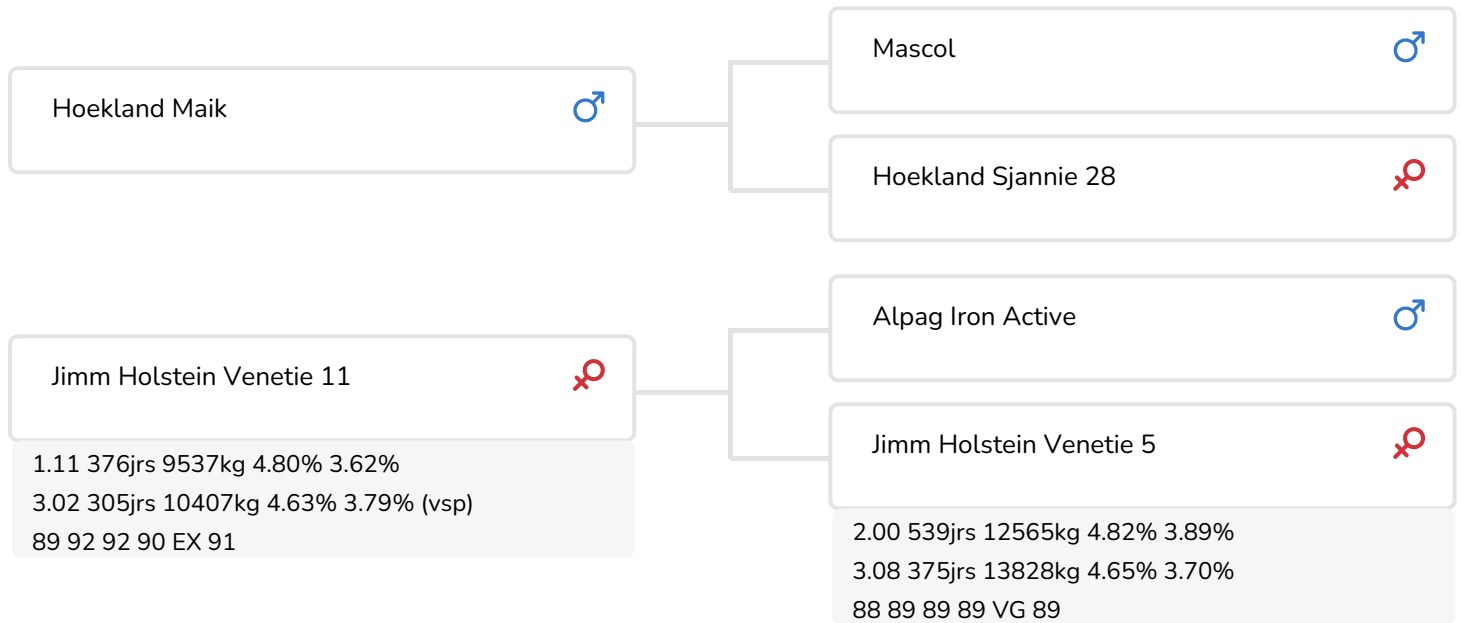 Hoekland Maik
Mascol
Hoekland Sjannie 28
Jimm Holstein Venetie 11
1.11 376jrs 9537kg 4.80% 3.62%
3.02 305jrs 10407kg 4.63% 3.79% (vsp)
89 92 92 90 EX 91
Alpag Iron Active
Jimm Holstein Venetie 5
2.00 539jrs 12565kg 4.82% 3.89%
3.08 375jrs 13828kg 4.65% 3.70%
88 89 89 89 VG 89